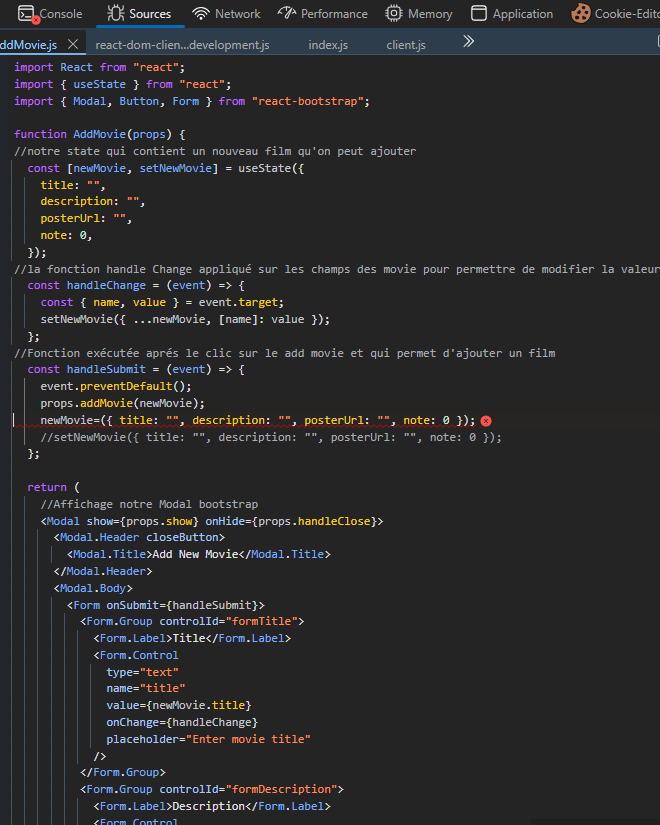 Console Sources Network Performance Memory Application Cookie-Edito
ddMovie.js react-dom-clien...development.js index.js client.js
import React from "react";
import { useState } from "react";
import { Modal, Button, Form } from "react-bootstrap";
function AddMovie(props) {
//notre state qui contient un nouveau film qu'on peut ajouter
const [newMovie, setNewMovie] = useState({
title: "",
description: "",
posterUrl: "",
note: 0,
});
//la fonction handle Change appliqué sur les champs des movie pour permettre de modifier la valeur
const handleChange = (event) => {
const { name, value } = event.target;
setNewMovie({ ...newMovie, [name]: value });
};
//Fonction exécutée aprés le clic sur le add movie et qui permet d'ajouter un film
const handleSubmit = (event) => {
event.preventDefault();
props.addMovie(newMovie);
newMovie=({ title: "", description: "", posterUrl: "", note: 0 });
//setNewMovie({ title: "", description: "", posterUrl: "", note: 0 });
};
return (
//Affichage notre Modal bootstrap
<Modal show={props.show} onHide={props.handleClose}>
<Modal.Header closeButton>
<Modal.Title>Add New Movie</Modal.Title>
</Modal.Header>
<Modal.Body>
<Form onSubmit={handleSubmit}>
<Form.Group controlId="formTitle">
<Form.Label>Title</Form.Label>
<Form.Control
type="text"
name="title"
value={newMovie.title}
onChange={handleChange}
placeholder="Enter movie title"
/>
</Form.Group>
<Form.Group controlId="formDescription">
<Form.Label>Description</Form.Label>
<Form.Control